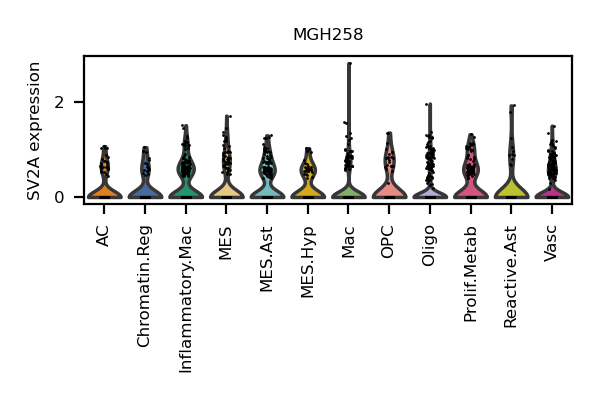 MGH258
SV2A expression
2
0
AC
Chromatin.Reg
Inflammatory.Mac
MES
MES.Ast
MES.Hyp
Mac
OPC
Oligo
Prolif.Metab
Reactive.Ast
Vasc